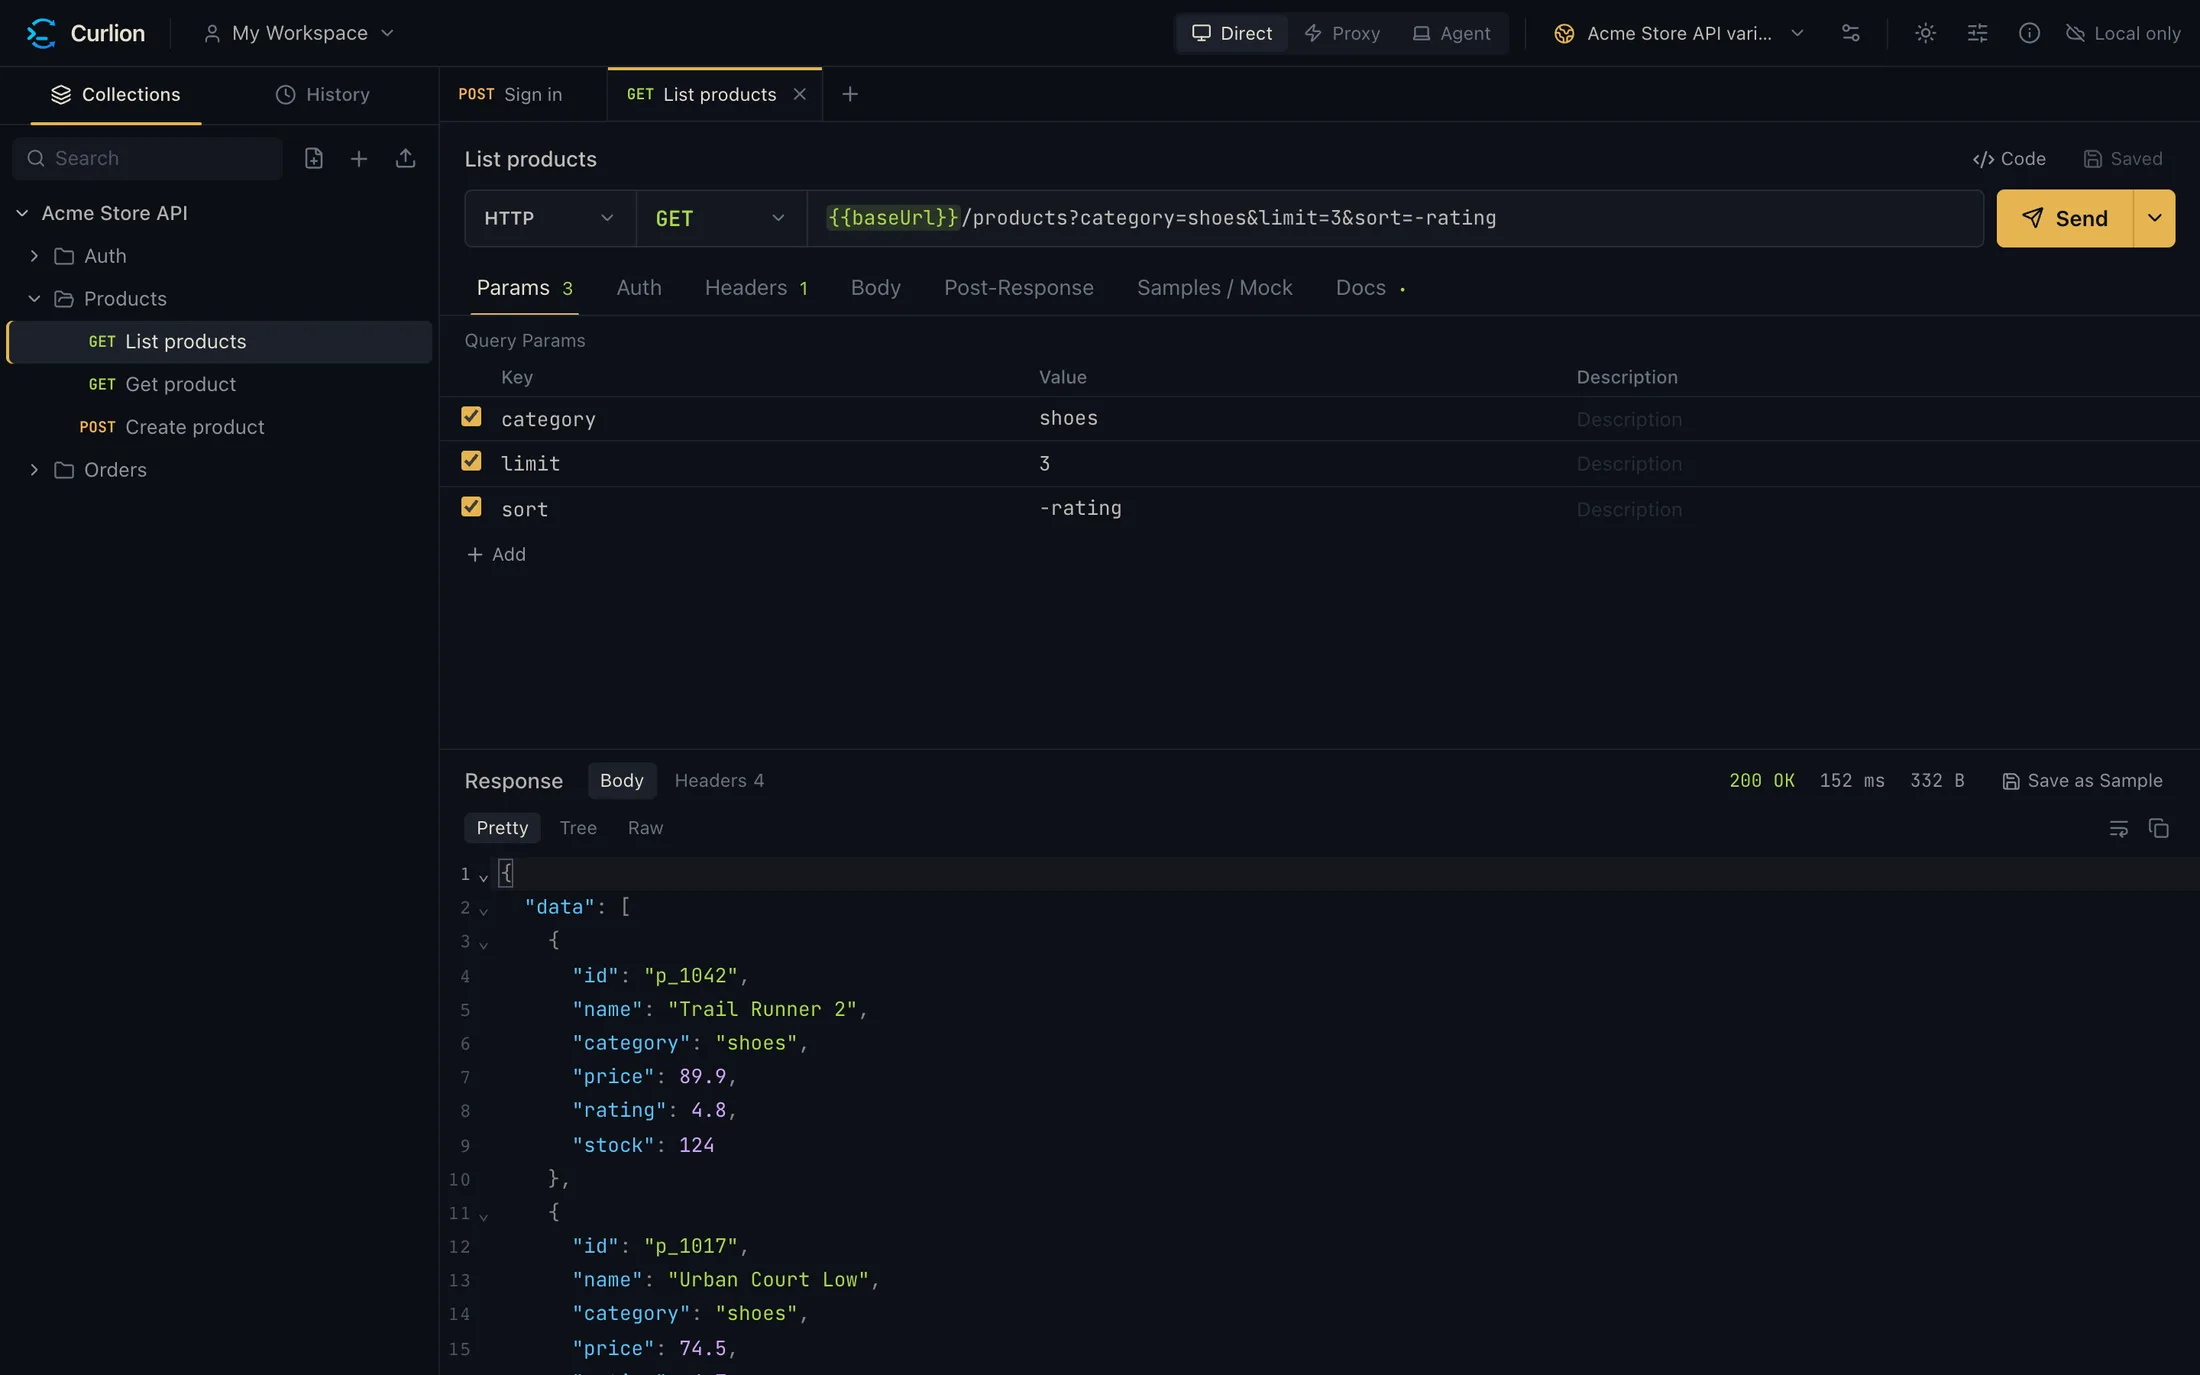 Curlion
My Workspace
Direct
Proxy
Agent
Acme Store API vari...
Local only
Collections
History
POST Sign in
GET List products
Search
Acme Store API
Auth
Products
GET List products
GET Get product
POST Create product
Orders
List products
</> Code
Saved
HTTP
GET
{{baseUrl}}/products?category=shoes&limit=3&sort=-rating
Send
Params 3
Auth
Headers 1
Body
Post-Response
Samples / Mock
Docs •
Query Params
Key Value Description
category shoes Description
limit 3 Description
sort -rating Description
+ Add
Response Body Headers 4
200 OK 152 ms 332 B Save as Sample
Pretty Tree Raw
1 {
2 "data": [
3 {
4 "id": "p_1042",
5 "name": "Trail Runner 2",
6 "category": "shoes",
7 "price": 89.9,
8 "rating": 4.8,
9 "stock": 124
10 },
11 {
12 "id": "p_1017",
13 "name": "Urban Court Low",
14 "category": "shoes",
15 "price": 74.5,